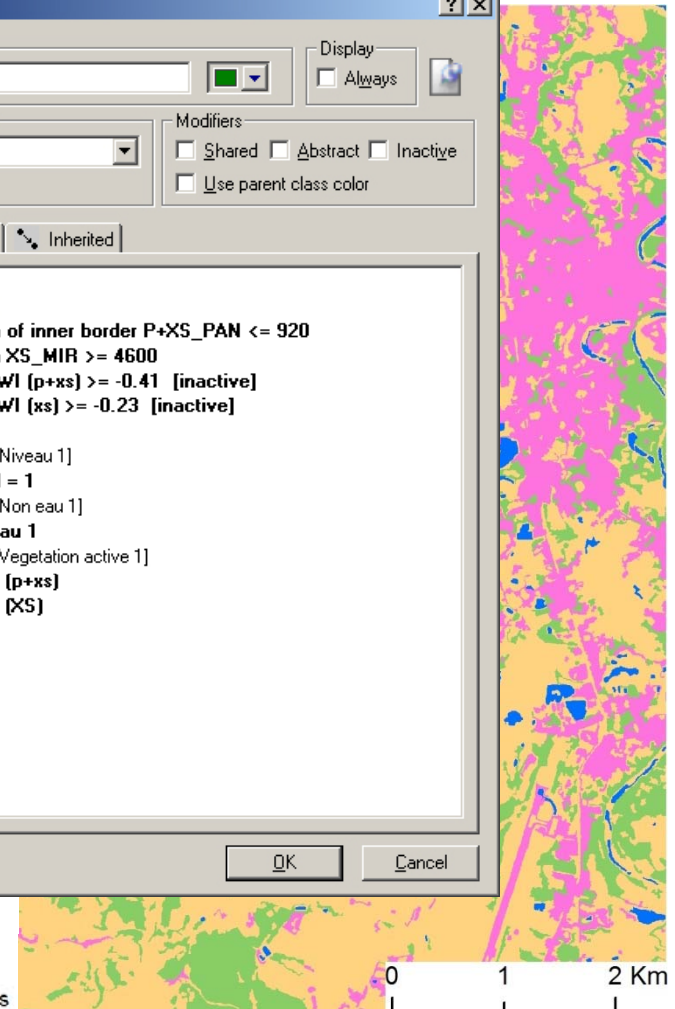 Display
Always
Modifiers
Shared Abstract Inactive
Use parent class color
Inherited
of inner border P+XS_PAN <= 920
XS_MIR >= 4600
WI (p+xs) >= -0.41 [inactive]
WI (xs) >= -0.23 [inactive]
Niveau 1]
= 1
Non eau 1]
au 1
Vegetation active 1]
(p+xs)
(XS)
OK Cancel
0 1 2 Km
s